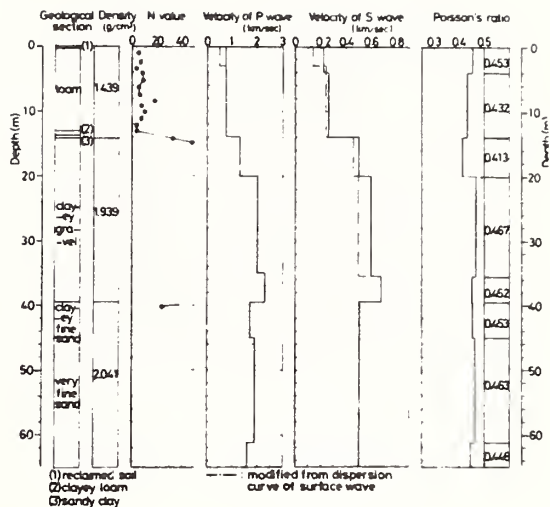 Geological section
Density (g/cm³)
N value
Velocity of P wave (km/sec)
Velocity of S wave (km/sec)
Poisson's ratio
0 20 40
0 1 2 3
0 0.2 0.4 0.6 0.8
0.3 0.4 0.5
Depth(m)
0
10
20
30
40
50
60
(1)
loam
(2)
(3)
clay
gra
vel
fine
sand
very
fine
sand
1.439
1.939
2.041
0.453
0.432
0.413
0.467
0.452
0.453
0.463
0.448
0
10
20
30
40
50
60
Depth(m)
(1) reclaimed soil
(2) clayey loam
(3) sandy clay
: modified from dispersion
curve of surface wave